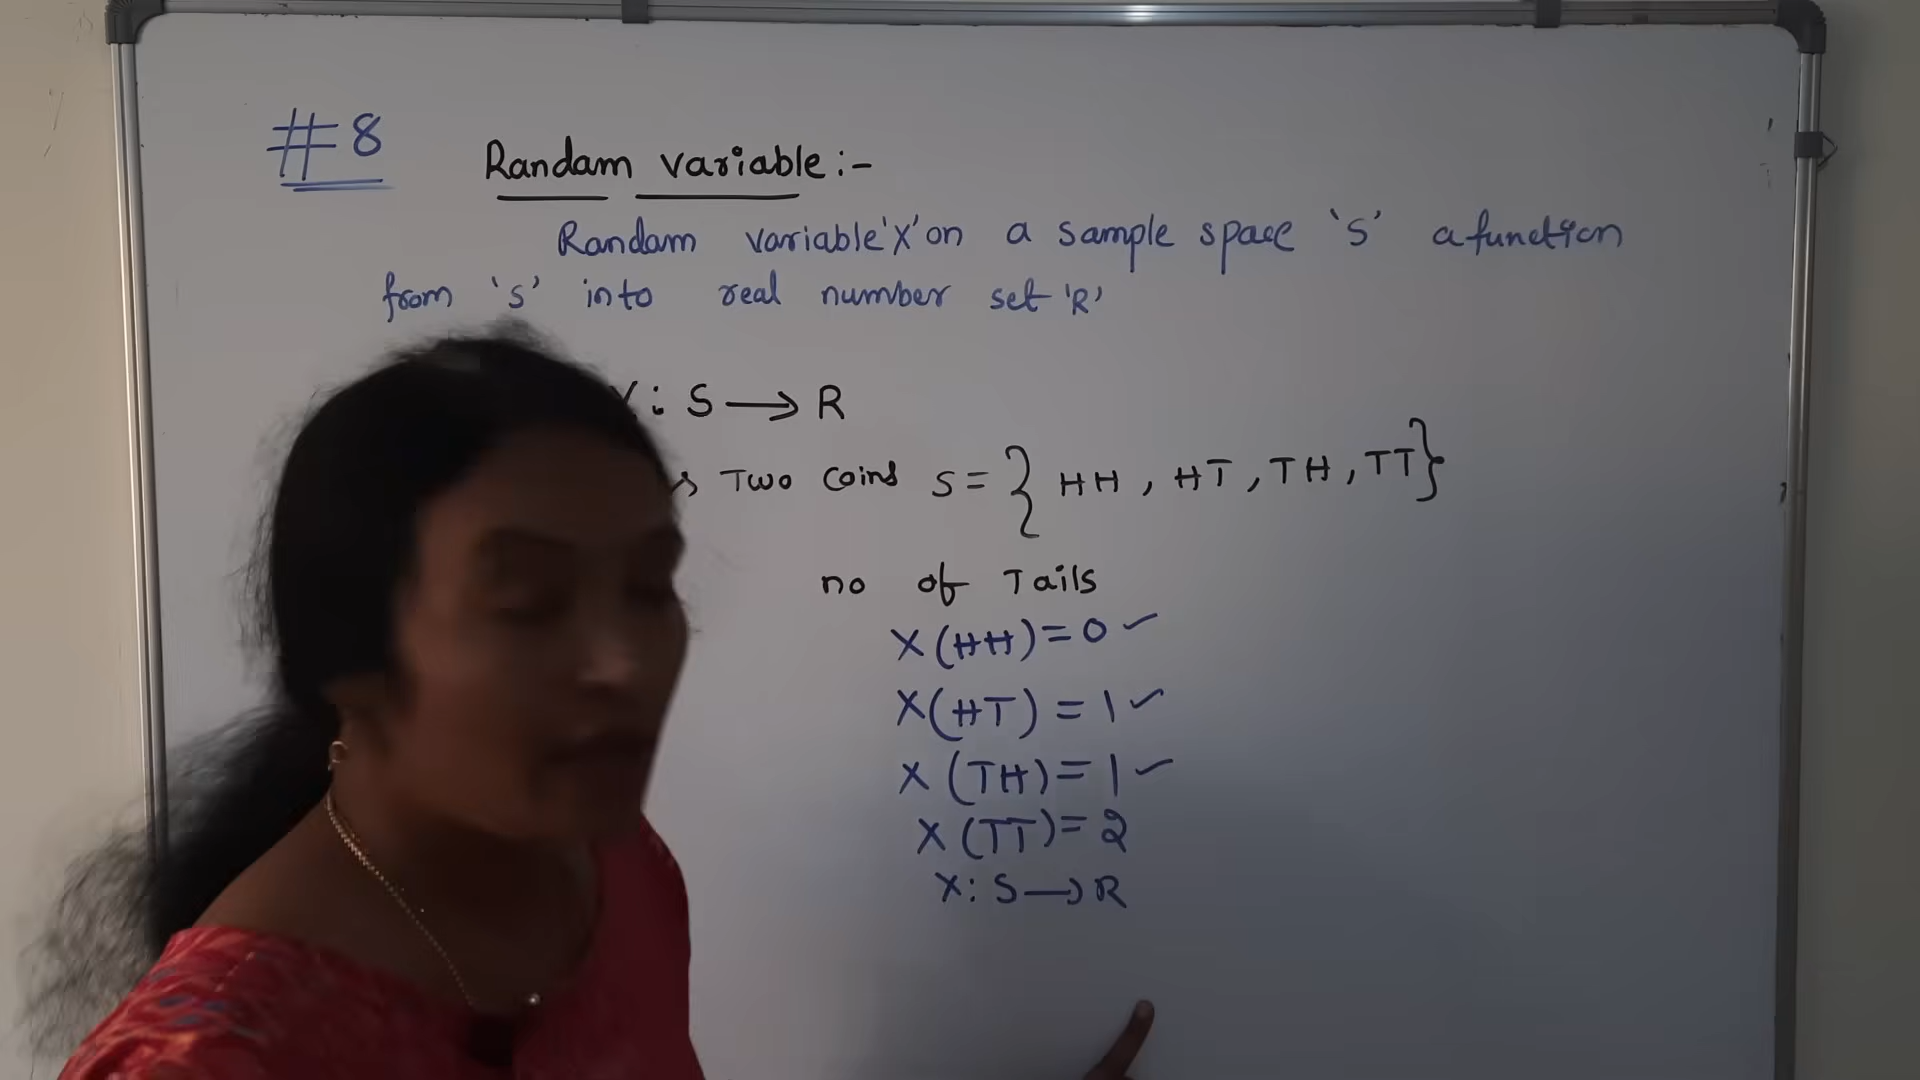 #8
Randam variable:-
Randam variable 'X' on a sample space 'S' a function
from 'S' into real number set 'R'
: S → R
Two coins S = { HH , HT , TH , TT }
no of Tails
X (HH) = 0 ✓
X (HT) = 1 ✓
X (TH) = 1 ✓
X (TT) = 2
X : S → R